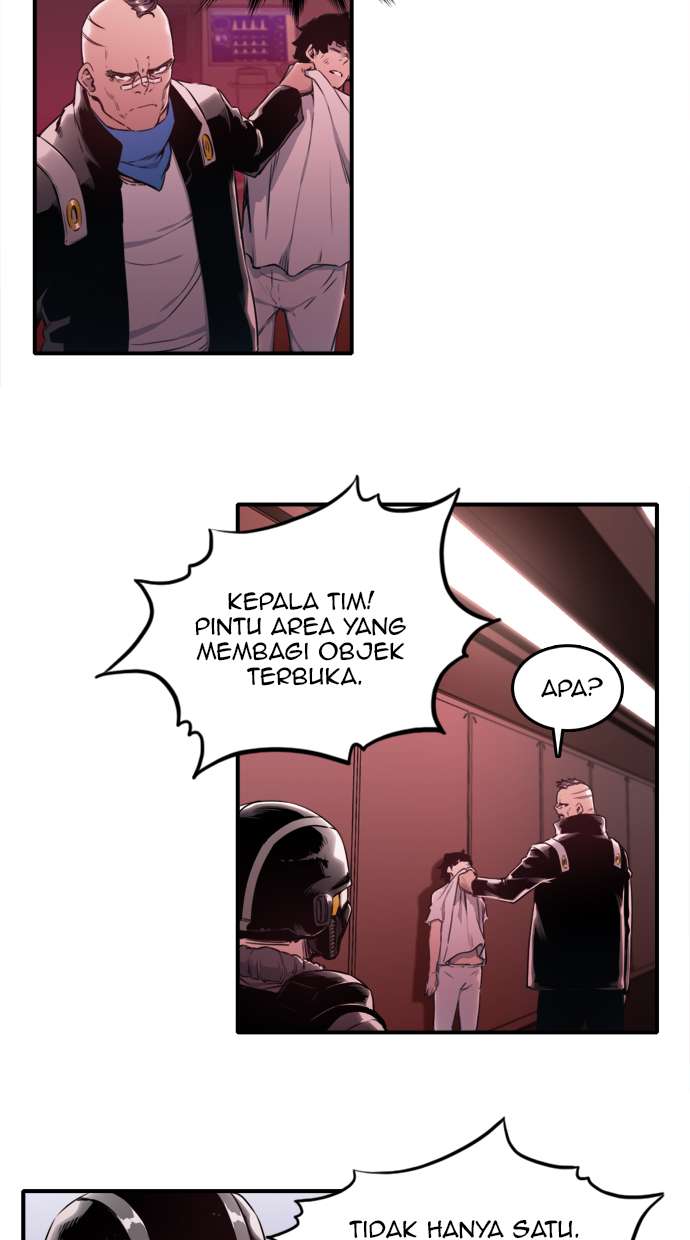 KEPALA TIM!
PINTU AREA YANG
MEMBAGI OBJEK
TERBUKA.
APA?
TIDAK HANYA SATU.